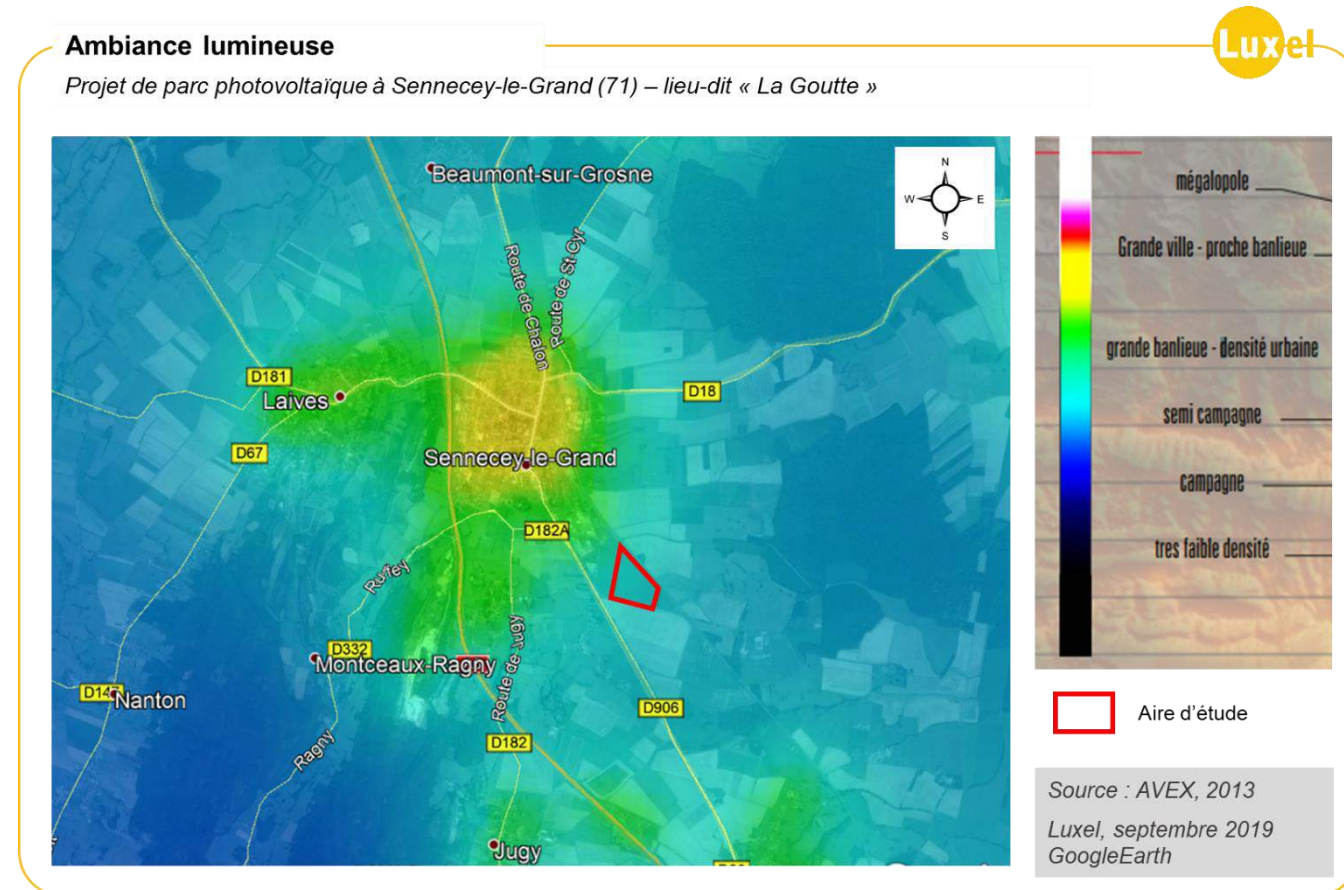 Ambiance lumineuse
Luxel
Projet de parc photovoltaïque à Sennecey-le-Grand (71) – lieu-dit « La Goutte »
Beaumont-sur-Grosne
N
W
E
S
Route de Chalon
Route de St-Cyr
D181
Laives
D18
D67
Sennecey-le-Grand
D182A
Ruffey
D332
Montceaux-Ragny
Route de Jugy
Nanton
D906
Ragny
D182
Jugy
mégalopole
Grande ville - proche banlieue
grande banlieue - densité urbaine
semi campagne
campagne
tres faible densité
Aire d’étude
Source : AVEX, 2013
Luxel, septembre 2019
GoogleEarth